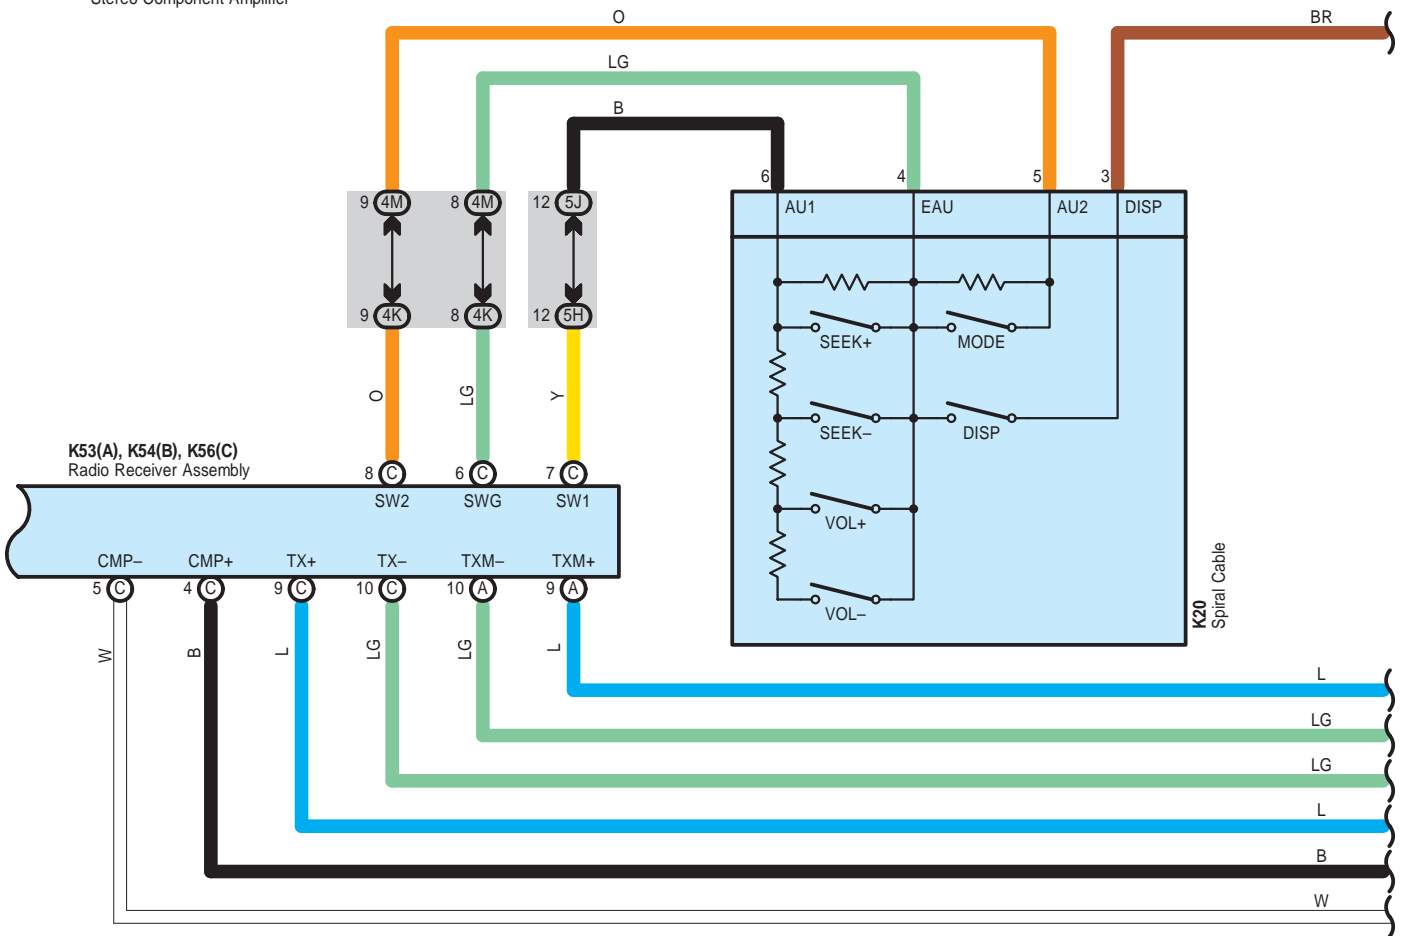 Stereo Component Amplifier
O
BR
LG
B
6 4 5 3
9 4M 8 4M 12 5J
AU1 EAU AU2 DISP
9 4K 8 4K 12 5H
SEEK+ MODE
O LG Y
SEEK– DISP
K53(A), K54(B), K56(C)
Radio Receiver Assembly
8 C 6 C 7 C
SW2 SWG SW1
VOL+
CMP– CMP+ TX+ TX– TXM– TXM+
5 C 4 C 9 C 10 C 10 A 9 A
VOL–
K20
Spiral Cable
W B L LG LG L
L
LG
LG
L
B
W